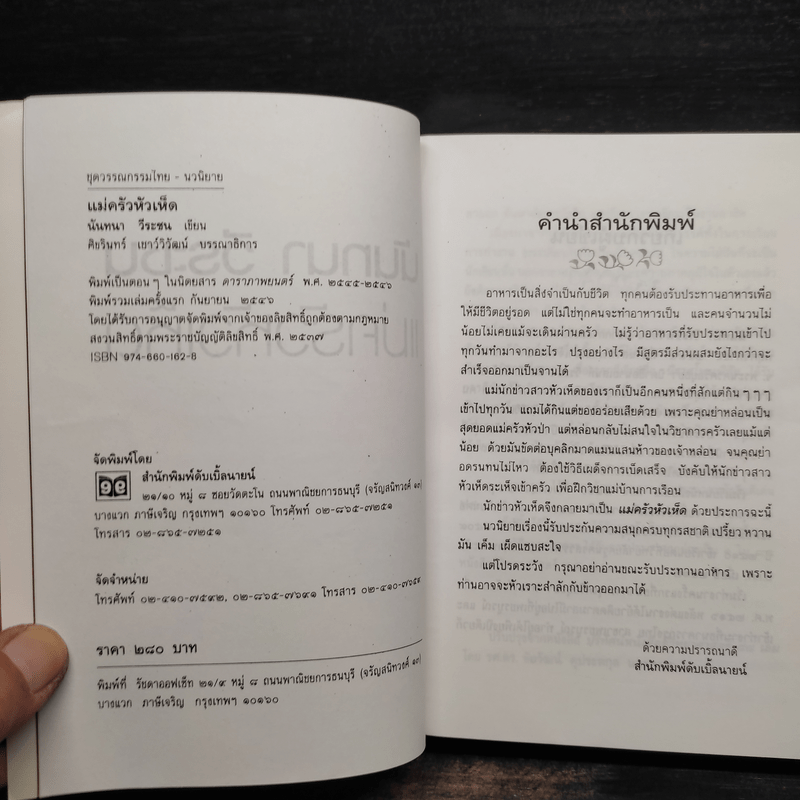 ชุดวรรณกรรมไทย - นวนิยาย
แม่ครัวหัวเห็ด
นันทนา วีระชน เขียน
ศิขรินทร์ เชาว์วิวัฒน์ บรรณาธิการ
พิมพ์เป็นตอน ๆ ในนิตยสาร ดาราภาพยนตร์ พ.ศ. ๒๕๔๕-๒๕๔๖
พิมพ์รวมเล่มครั้งแรก กันยายน ๒๕๔๖
โดยได้รับการอนุญาตจัดพิมพ์จากเจ้าของลิขสิทธิ์ถูกต้องตามกฎหมาย
สงวนสิทธิ์ตามพระราชบัญญัติลิขสิทธิ์ พ.ศ. ๒๕๓๗
ISBN 974-660-162-8
จัดพิมพ์โดย
สำนักพิมพ์ดับเบิ้ลนายน์
๒๑/๑๐ หมู่ ๘ ซอยวัดตะโน ถนนพาณิชยการธนบุรี (จรัญสนิทวงศ์ ๑๓)
บางแวก ภาษีเจริญ กรุงเทพฯ ๑๐๑๖๐ โทรศัพท์ ๐๒-๘๖๕-๗๒๕๑
โทรสาร ๐๒-๘๖๕-๗๒๕๑
จัดจำหน่าย
โทรศัพท์ ๐๒-๔๑๐-๗๕๙๒, ๐๒-๘๖๕-๗๖๙๑ โทรสาร ๐๒-๔๑๐-๗๖๕๙
ราคา ๒๘๐ บาท
พิมพ์ที่ รัชดาออฟเซ็ท ๒๑/๙ หมู่ ๘ ถนนพาณิชยการธนบุรี (จรัญสนิทวงศ์ ๑๓)
บางแวก ภาษีเจริญ กรุงเทพฯ ๑๐๑๖๐
คำนำสำนักพิมพ์
อาหารเป็นสิ่งจำเป็นกับชีวิต ทุกคนต้องรับประทานอาหารเพื่อ
ให้มีชีวิตอยู่รอด แต่ไม่ใช่ทุกคนจะทำอาหารเป็น และคนจำนวนไม่
น้อยไม่เคยแม้จะเดินผ่านครัว ไม่รู้ว่าอาหารที่รับประทานเข้าไป
ทุกวันทำมาจากอะไร ปรุงอย่างไร มีสูตรมีส่วนผสมยังไงกว่าจะ
สำเร็จออกมาเป็นจานได้
แม่นักข่าวสาวหัวเห็ดของเราก็เป็นอีกคนหนึ่งที่สักแต่กิน ๆ ๆ ๆ
เข้าไปทุกวัน แถมได้กินแต่ของอร่อยเสียด้วย เพราะคุณย่าหล่อนเป็น
สุดยอดแม่ครัวหัวป่า แต่หล่อนกลับไม่สนใจในวิชาการครัวเลยแม้แต่
น้อย ด้วยมันขัดต่อบุคลิกมาดแมนแสนห้าวของเจ้าหล่อน จนคุณย่า
อดรนทนไม่ไหว ต้องใช้วิธีเผด็จการเบ็ดเสร็จ บังคับให้นักข่าวสาว
หัวเห็ดระเห็จเข้าครัว เพื่อฝึกวิชาแม่บ้านการเรือน
นักข่าวหัวเห็ดจึงกลายมาเป็น แม่ครัวหัวเห็ด ด้วยประการฉะนี้
นวนิยายเรื่องนี้รับประกันความสนุกครบทุกรสชาติ เปรี้ยว หวาน
มัน เค็ม เผ็ดแซบสะใจ
แต่โปรดระวัง กรุณาอย่าอ่านขณะรับประทานอาหาร เพราะ
ท่านอาจจะหัวเราะสำลักกับข้าวออกมาได้
ด้วยความปรารถนาดี
สำนักพิมพ์ดับเบิ้ลนายน์